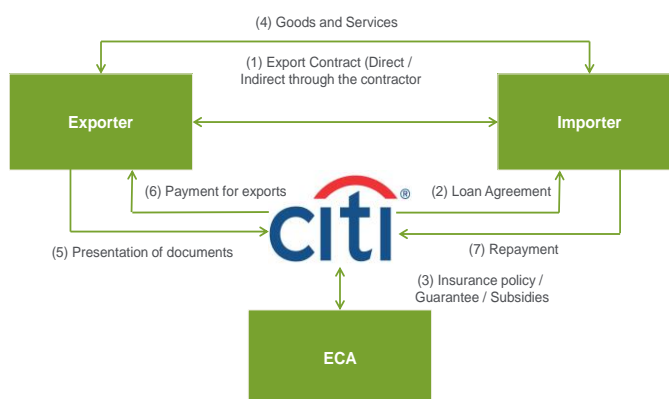 (4) Goods and Services
(1) Export Contract (Direct /
Indirect through the contractor
Exporter
Importer
(6) Payment for exports
(2) Loan Agreement
citi®
(5) Presentation of documents
(7) Repayment
(3) Insurance policy /
Guarantee / Subsidies
ECA